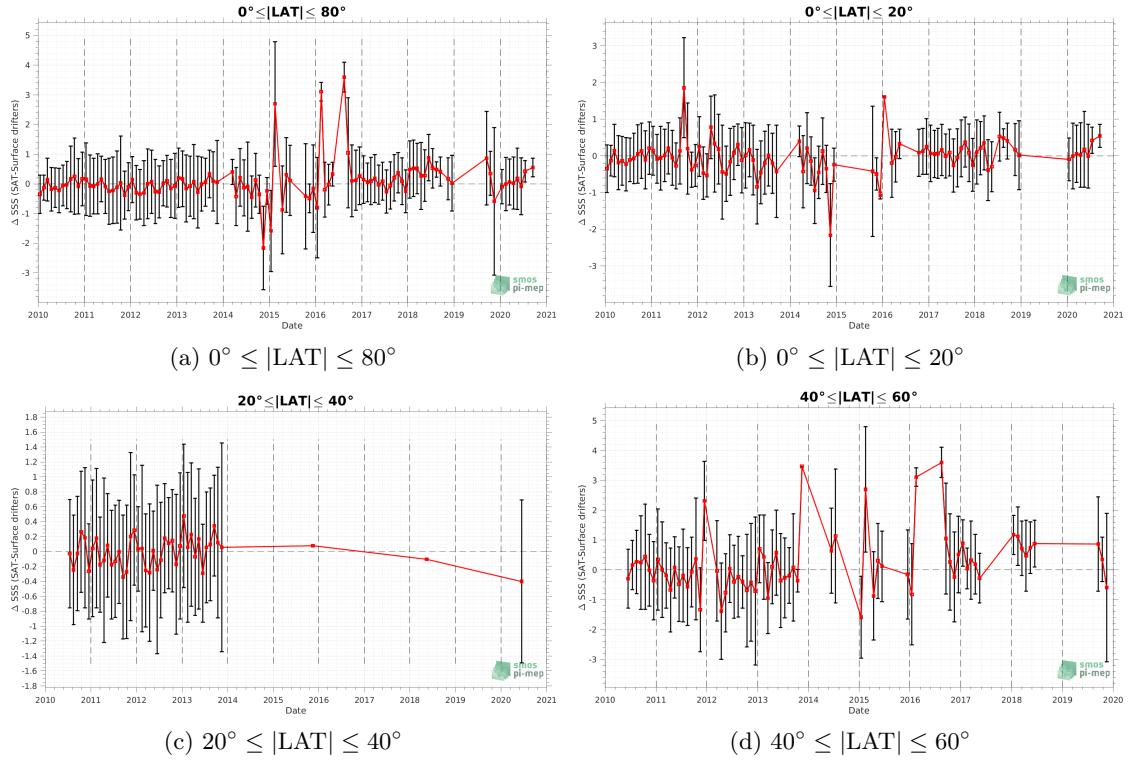 0°≤|LAT|≤ 80°
Δ SSS (SAT-Surface drifters)
5
4
3
2
1
0
-1
-2
-3
2010 2011 2012 2013 2014 2015 2016 2017 2018 2019 2020 2021
Date
smos
pi-mep
(a) 0° ≤ |LAT| ≤ 80°
0°≤|LAT|≤ 20°
Δ SSS (SAT-Surface drifters)
3
2
1
0
-1
-2
-3
2010 2011 2012 2013 2014 2015 2016 2017 2018 2019 2020 2021
Date
smos
pi-mep
(b) 0° ≤ |LAT| ≤ 20°
20°≤|LAT|≤ 40°
Δ SSS (SAT-Surface drifters)
1.8
1.6
1.4
1.2
1
0.8
0.6
0.4
0.2
0
-0.2
-0.4
-0.6
-0.8
-1
-1.2
-1.4
-1.6
-1.8
2010 2011 2012 2013 2014 2015 2016 2017 2018 2019 2020 2021
Date
smos
pi-mep
(c) 20° ≤ |LAT| ≤ 40°
40°≤|LAT|≤ 60°
Δ SSS (SAT-Surface drifters)
5
4
3
2
1
0
-1
-2
-3
2010 2011 2012 2013 2014 2015 2016 2017 2018 2019 2020
Date
smos
pi-mep
(d) 40° ≤ |LAT| ≤ 60°